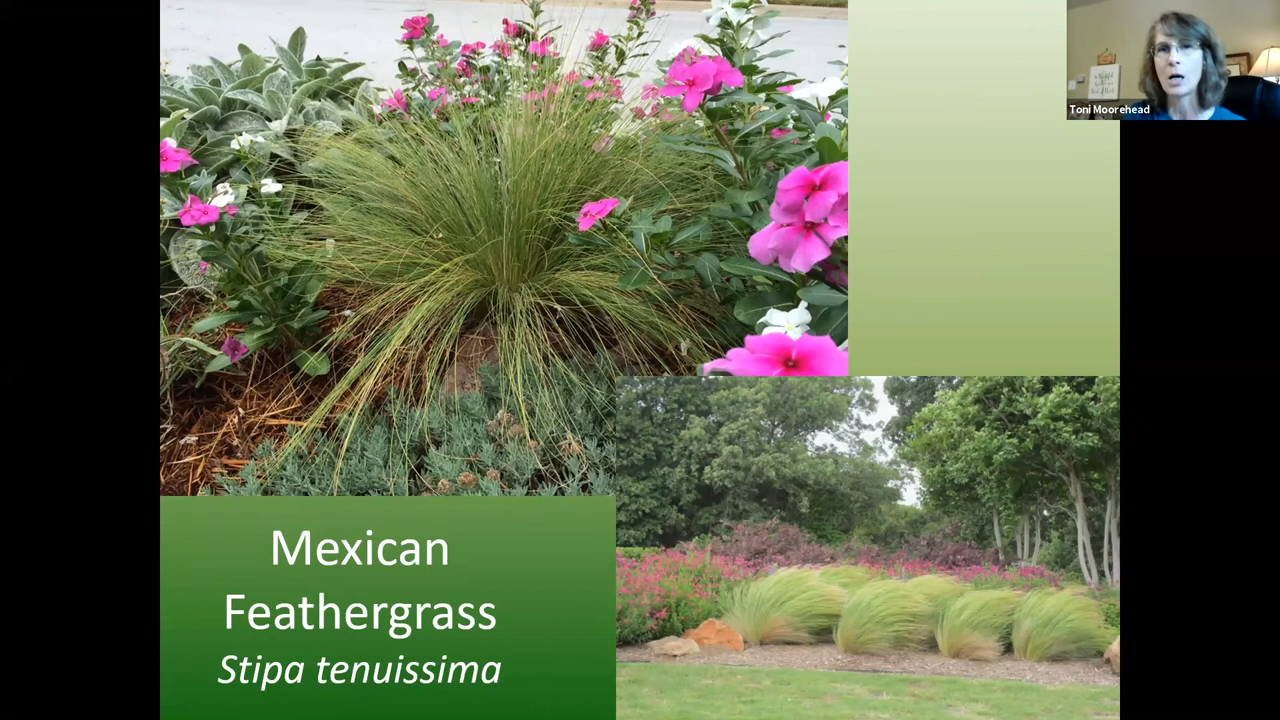 Toni Moorehead
Mexican
Feathergrass
Stipa tenuissima